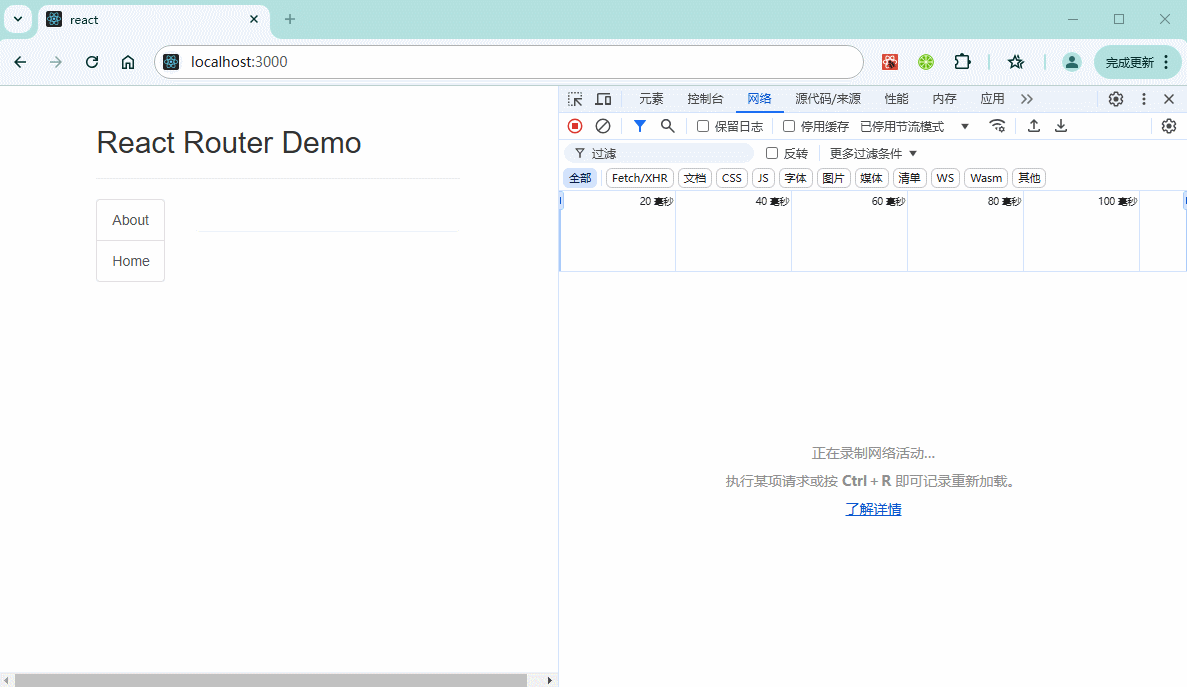 react
localhost:3000
完成更新
React Router Demo
About
Home
元素 控制台 网络 源代码/来源 性能 内存 应用
保留日志 停用缓存 已停用节流模式
过滤 反转 更多过滤条件
全部 Fetch/XHR 文档 CSS JS 字体 图片 媒体 清单 WS Wasm 其他
20 毫秒 40 毫秒 60 毫秒 80 毫秒 100 毫秒
正在录制网络活动…
执行某项请求或按 Ctrl + R 即可记录重新加载。
了解详情